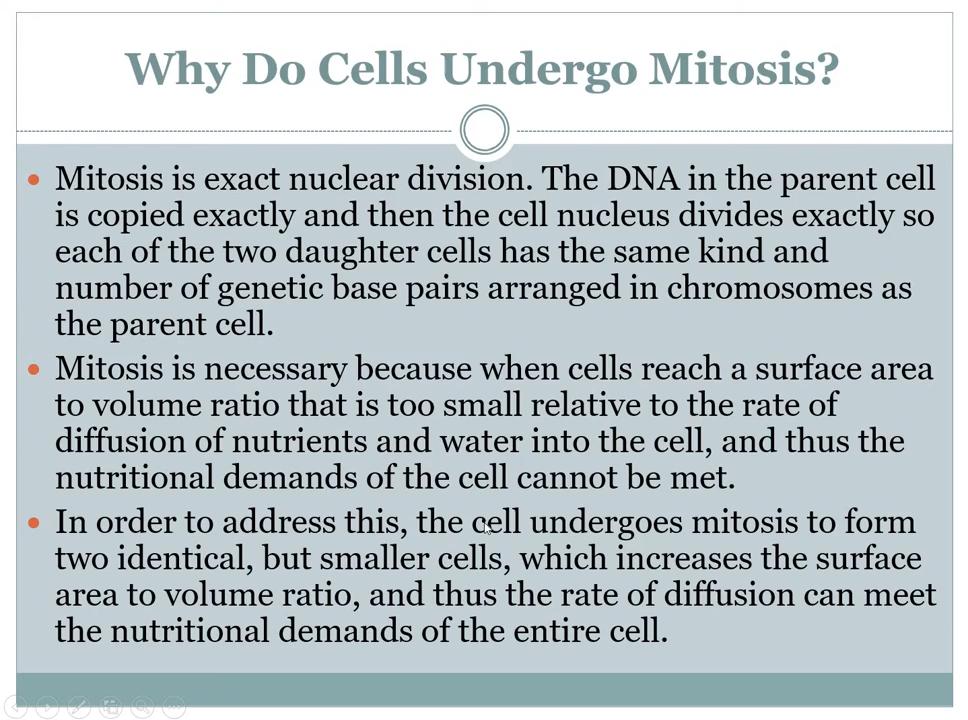 Why Do Cells Undergo Mitosis?
• Mitosis is exact nuclear division. The DNA in the parent cell
is copied exactly and then the cell nucleus divides exactly so
each of the two daughter cells has the same kind and
number of genetic base pairs arranged in chromosomes as
the parent cell.
• Mitosis is necessary because when cells reach a surface area
to volume ratio that is too small relative to the rate of
diffusion of nutrients and water into the cell, and thus the
nutritional demands of the cell cannot be met.
• In order to address this, the cell undergoes mitosis to form
two identical, but smaller cells, which increases the surface
area to volume ratio, and thus the rate of diffusion can meet
the nutritional demands of the entire cell.